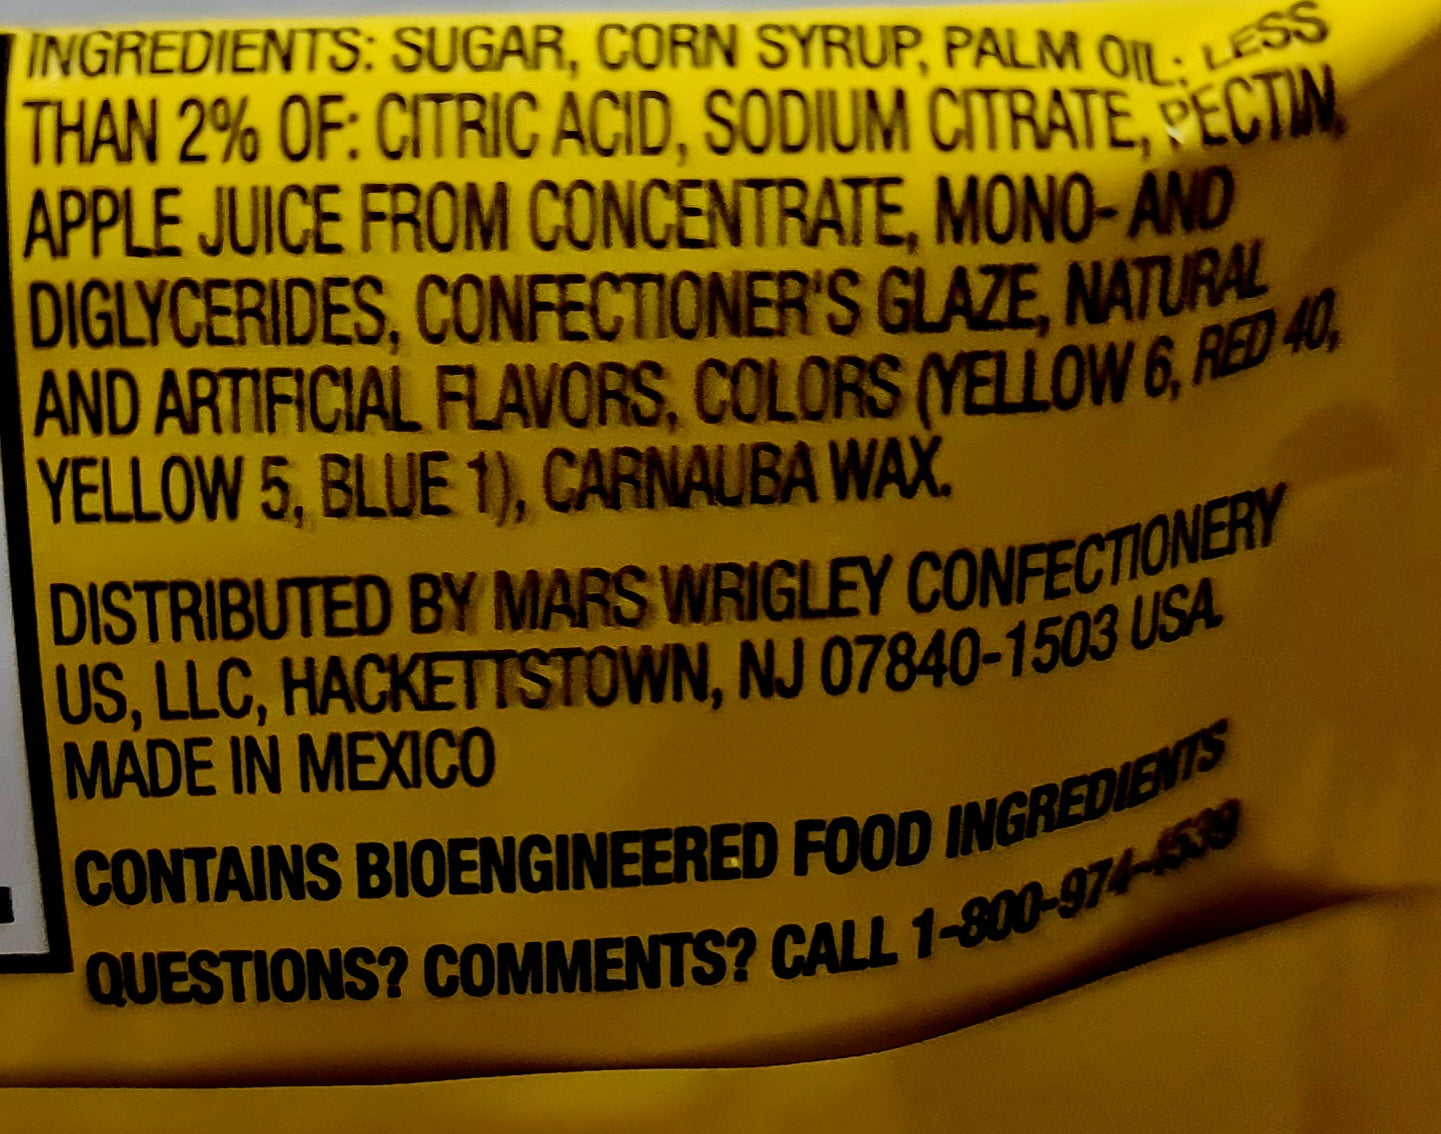 INGREDIENTS: SUGAR, CORN SYRUP, PALM OIL; LESS
THAN 2% OF: CITRIC ACID, SODIUM CITRATE, PECTIN,
APPLE JUICE FROM CONCENTRATE, MONO- AND
DIGLYCERIDES, CONFECTIONER'S GLAZE, NATURAL
AND ARTIFICIAL FLAVORS, COLORS (YELLOW 6, RED 40,
YELLOW 5, BLUE 1), CARNAUBA WAX.
DISTRIBUTED BY MARS WRIGLEY CONFECTIONERY
US, LLC, HACKETTSTOWN, NJ 07840-1503 USA.
MADE IN MEXICO
CONTAINS BIOENGINEERED FOOD INGREDIENTS
QUESTIONS? COMMENTS? CALL 1-800-974-4539